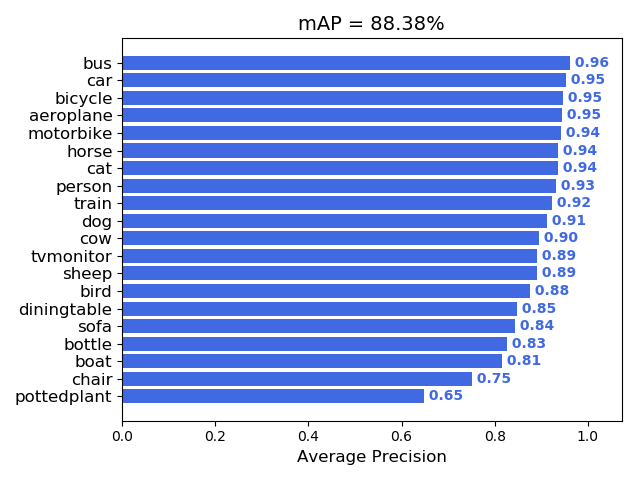 mAP = 88.38%
bus 0.96
car 0.95
bicycle 0.95
aeroplane 0.95
motorbike 0.94
horse 0.94
cat 0.94
person 0.93
train 0.92
dog 0.91
cow 0.90
tvmonitor 0.89
sheep 0.89
bird 0.88
diningtable 0.85
sofa 0.84
bottle 0.83
boat 0.81
chair 0.75
pottedplant 0.65
0.0 0.2 0.4 0.6 0.8 1.0
Average Precision